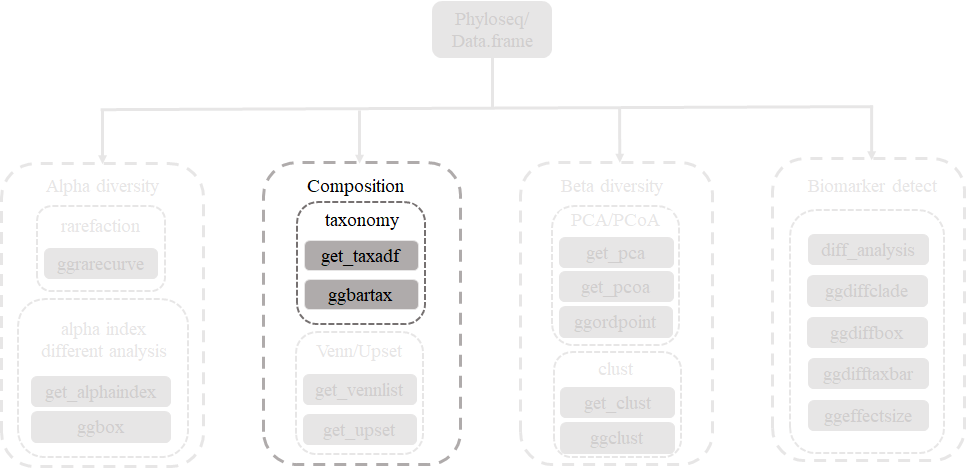 Phyloseq/
Data.frame
Alpha diversity
rarefaction
ggrarecurve
alpha index
different analysis
get_alphaindex
ggbox
Composition
taxonomy
get_taxadf
ggbartax
Venn/Upset
get_vennlist
get_upset
Beta diversity
PCA/PCoA
get_pca
get_pcoa
ggordpoint
clust
get_clust
ggclust
Biomarker detect
diff_analysis
ggdiffclade
ggdiffbox
ggdifftaxbar
ggeffectsize